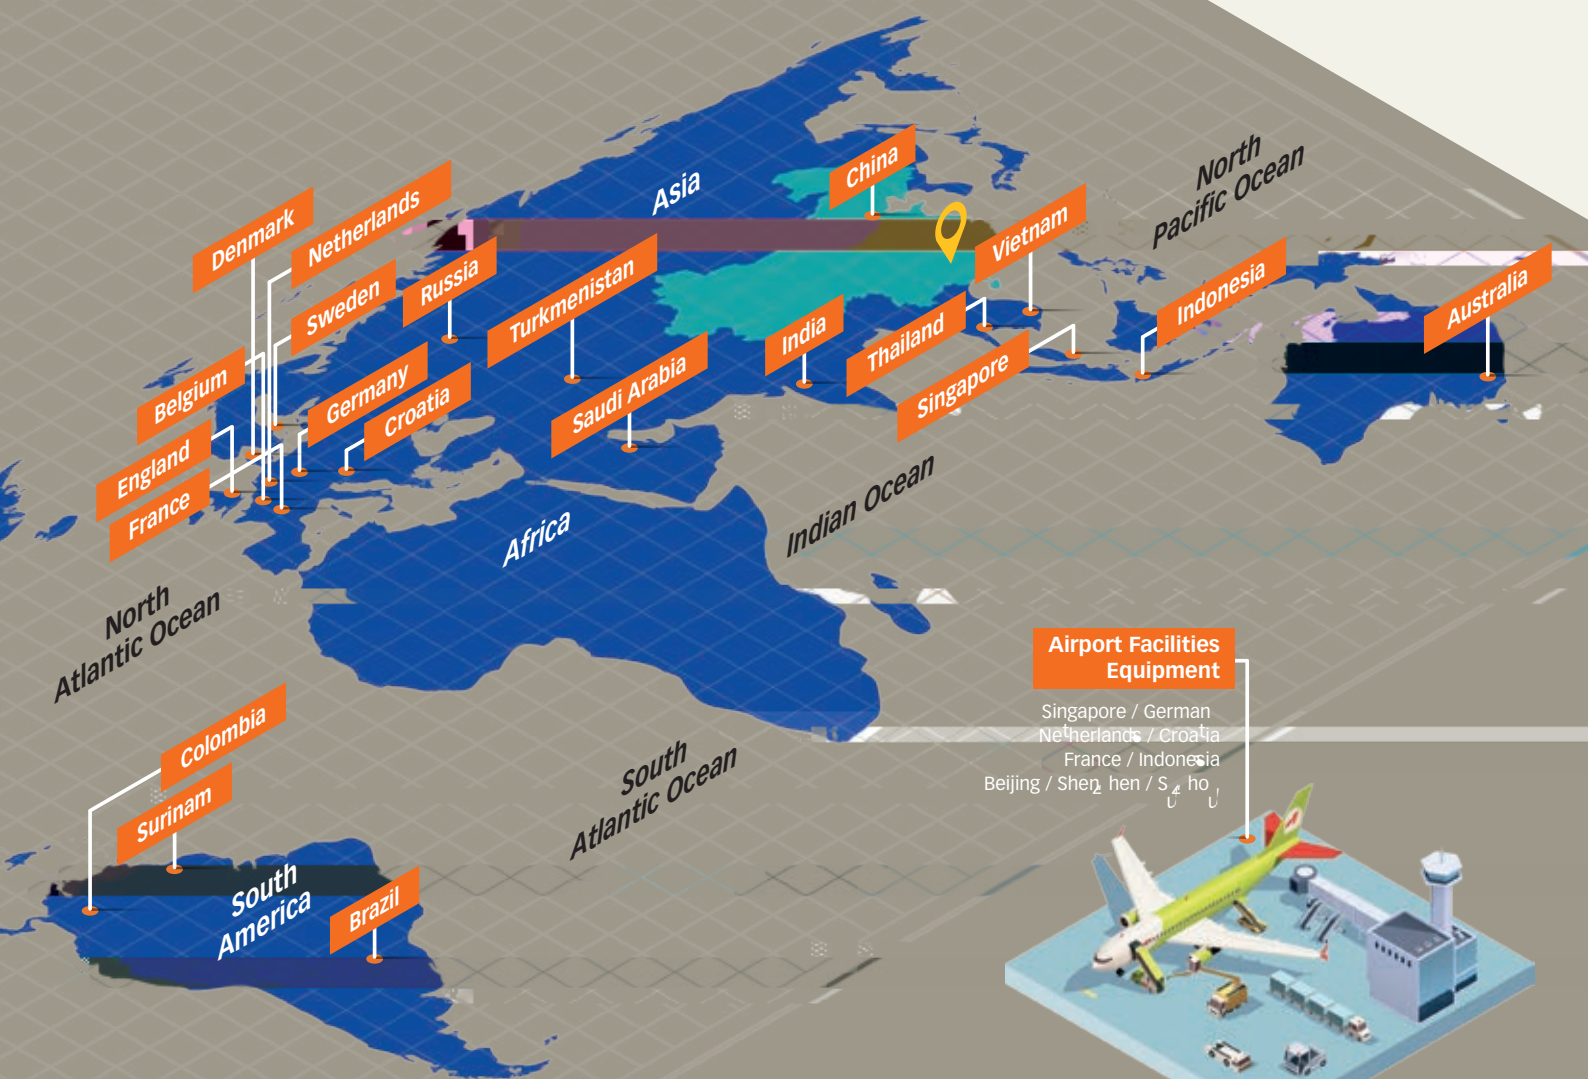 Asia
China
North
Pacific Ocean
Denmark
Netherlands
Vietnam
Sweden
Russia
Turkmenistan
Indonesia
Australia
India
Thailand
Singapore
Belgium
Germany
Croatia
Saudi Arabia
England
France
Africa
Indian Ocean
North
Atlantic Ocean
Airport Facilities
Equipment
Singapore / German
Netherlands / Croatia
France / Indonesia
Beijing /
Colombia
Surinam
South
Atlantic Ocean
South
America
Brazil